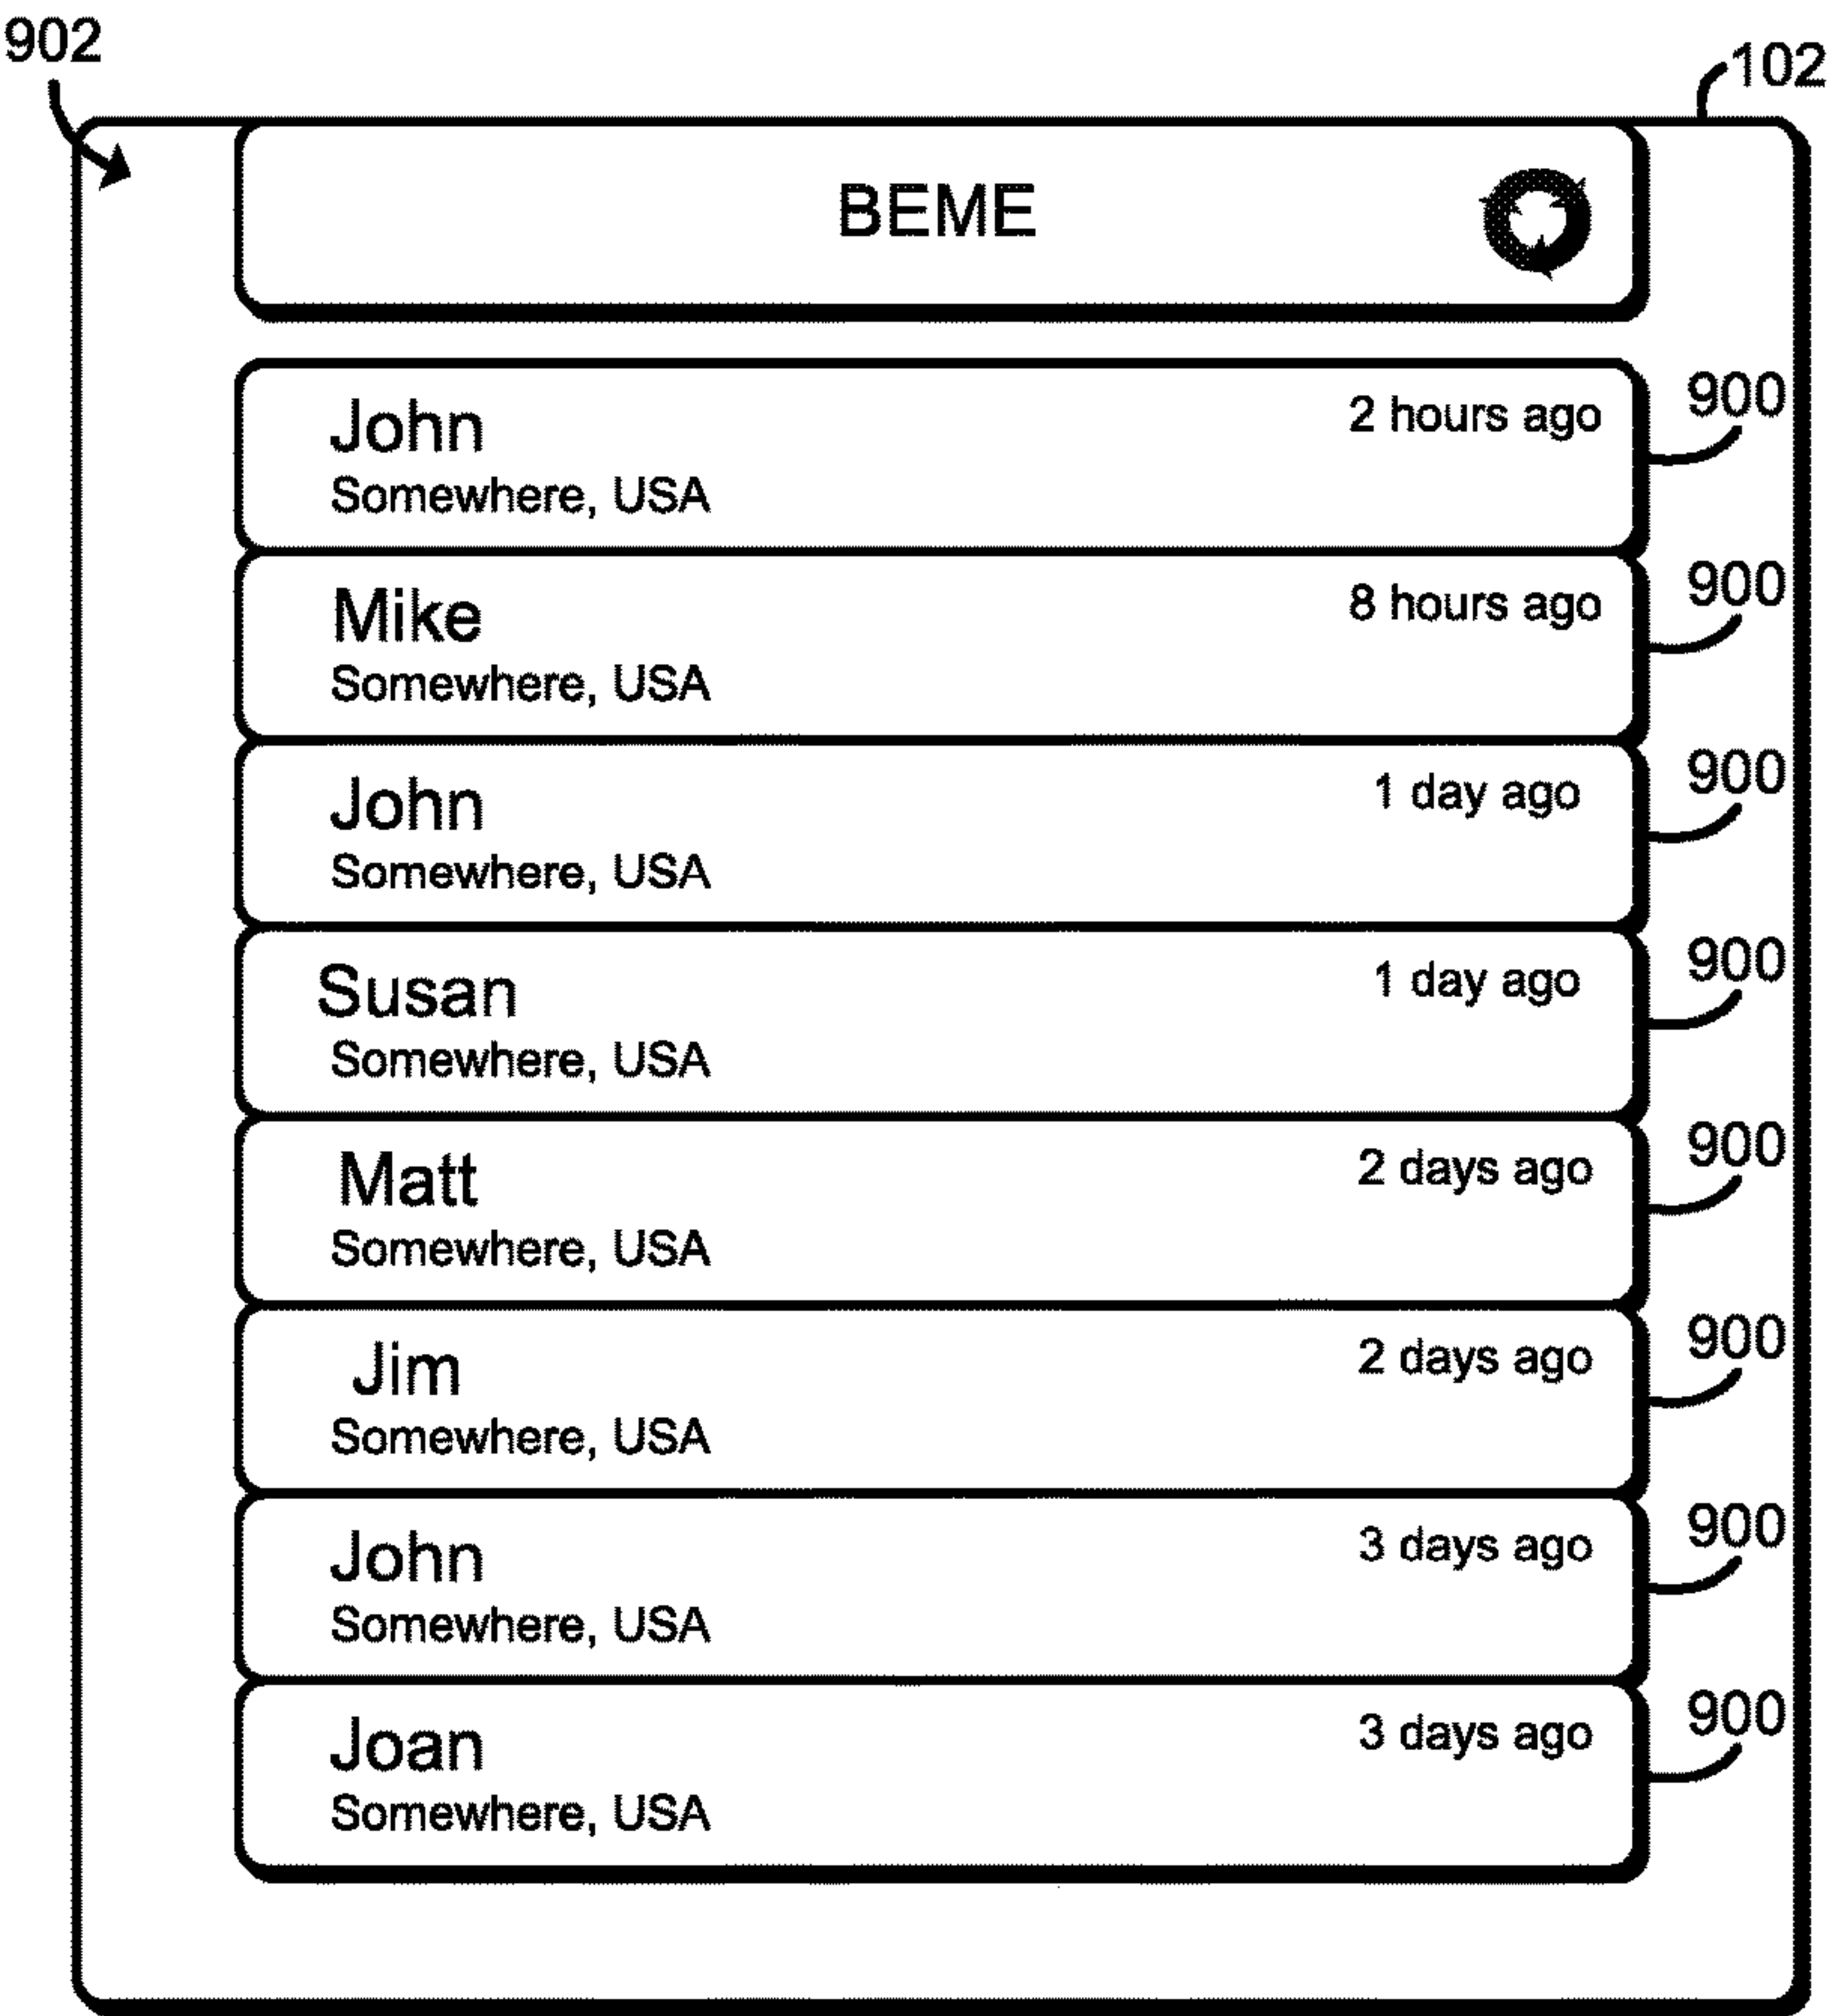 902
102
BEME
John
2 hours ago
900
Somewhere, USA
Mike
8 hours ago
900
Somewhere, USA
John
1 day ago
900
Somewhere, USA
Susan
1 day ago
900
Somewhere, USA
Matt
2 days ago
900
Somewhere, USA
Jim
2 days ago
900
Somewhere, USA
John
3 days ago
900
Somewhere, USA
Joan
3 days ago
900
Somewhere, USA